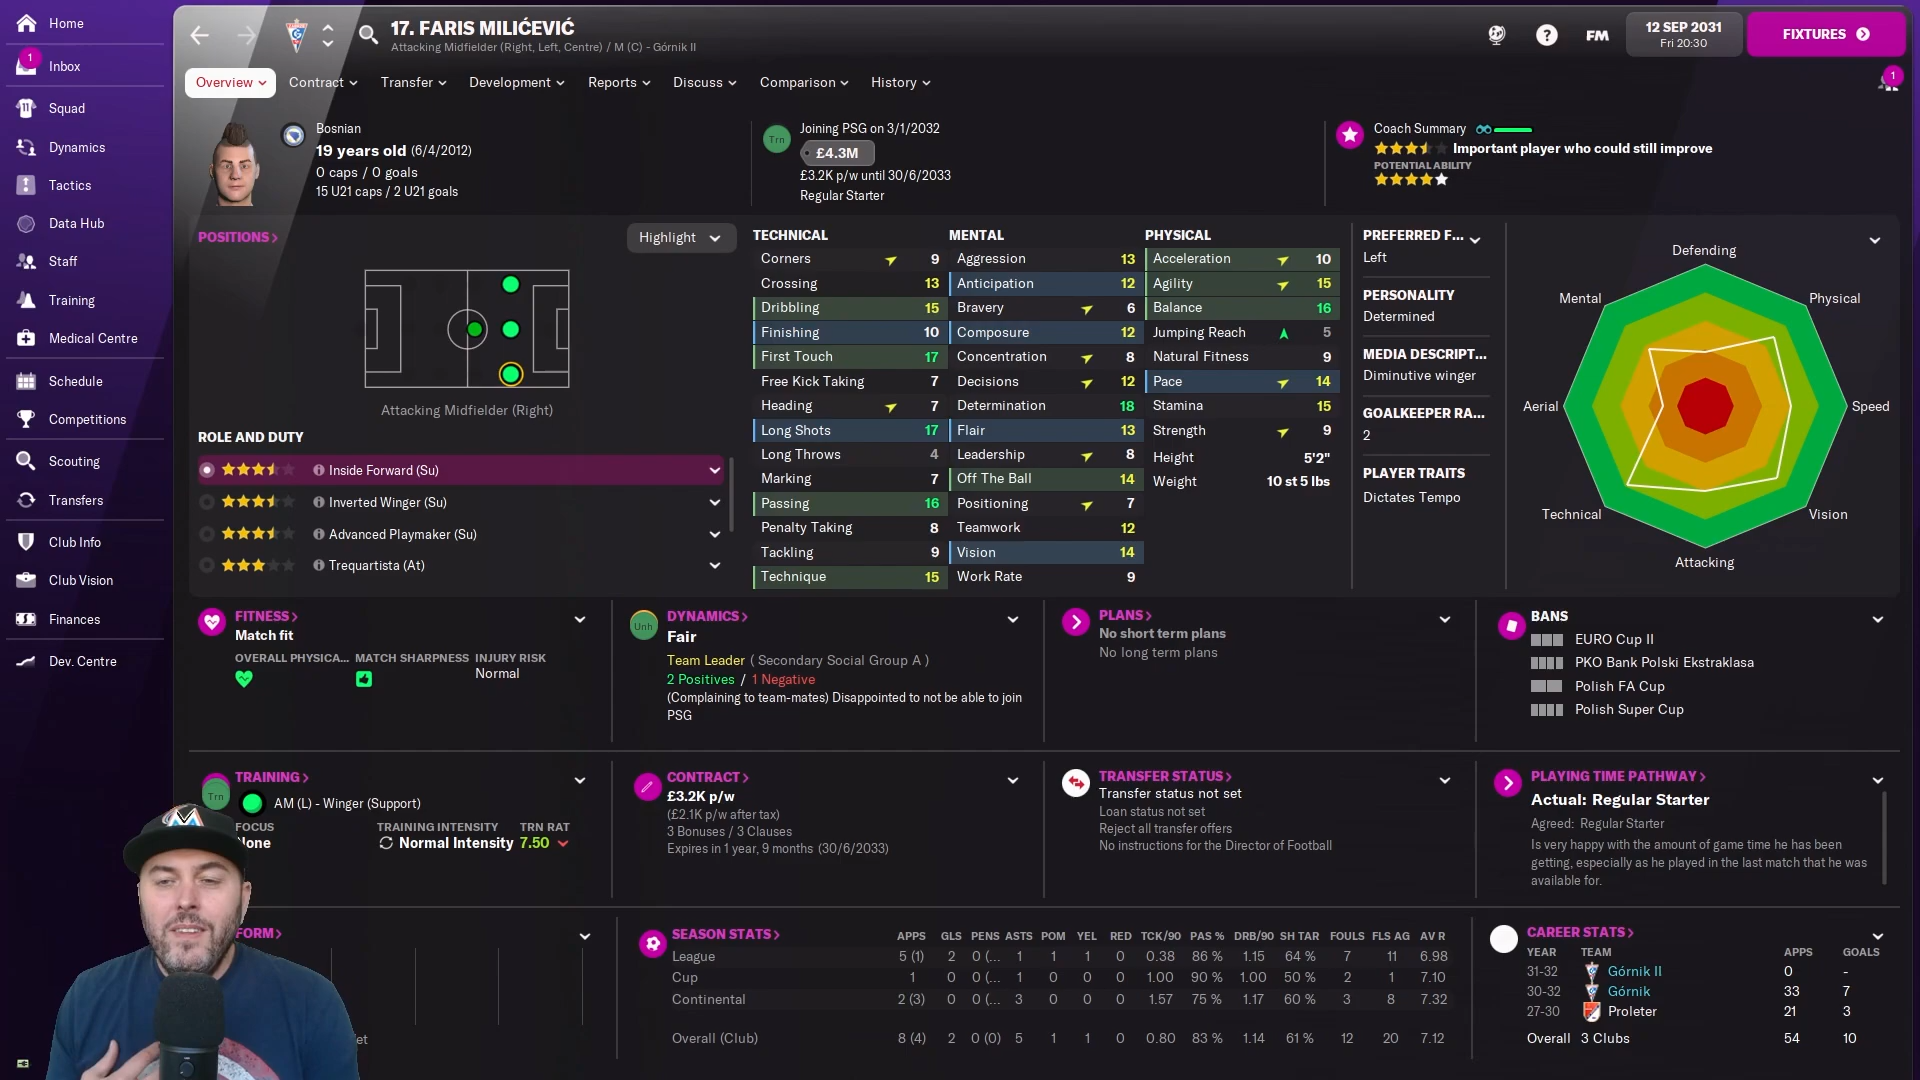 Home
1
Inbox
Squad
Dynamics
Tactics
Data Hub
Staff
Training
Medical Centre
Schedule
Competitions
Scouting
Transfers
Club Info
Club Vision
Finances
Dev. Centre
17. FARIS MILIĆEVIĆ
Attacking Midfielder (Right, Left, Centre) / M (C) - Górnik II
FM
12 SEP 2031
Fri 20:30
FIXTURES
Overview
Contract
Transfer
Development
Reports
Discuss
Comparison
History
1
Bosnian
19 years old (6/4/2012)
0 caps / 0 goals
15 U21 caps / 2 U21 goals
Trn
Joining PSG on 3/1/2032
£4.3M
£3.2K p/w until 30/6/2033
Regular Starter
Coach Summary
Important player who could still improve
POTENTIAL ABILITY
POSITIONS
Highlight
Attacking Midfielder (Right)
ROLE AND DUTY
Inside Forward (Su)
Inverted Winger (Su)
Advanced Playmaker (Su)
Trequartista (At)
TECHNICAL
Corners 9
Crossing 13
Dribbling 15
Finishing 10
First Touch 17
Free Kick Taking 7
Heading 7
Long Shots 17
Long Throws 4
Marking 7
Passing 16
Penalty Taking 8
Tackling 9
Technique 15
MENTAL
Aggression 13
Anticipation 12
Bravery 6
Composure 12
Concentration 8
Decisions 12
Determination 18
Flair 13
Leadership 8
Off The Ball 14
Positioning 7
Teamwork 12
Vision 14
Work Rate 9
PHYSICAL
Acceleration 10
Agility 15
Balance 16
Jumping Reach 5
Natural Fitness 9
Pace 14
Stamina 15
Strength 9
Height 5'2"
Weight 10 st 5 lbs
PREFERRED F...
Left
PERSONALITY
Determined
MEDIA DESCRIPT...
Diminutive winger
GOALKEEPER RA...
2
PLAYER TRAITS
Dictates Tempo
Defending
Mental
Physical
Aerial
Speed
Technical
Vision
Attacking
FITNESS
Match fit
OVERALL PHYSICA... MATCH SHARPNESS INJURY RISK
Normal
Unh
DYNAMICS
Fair
Team Leader ( Secondary Social Group A )
2 Positives / 1 Negative
(Complaining to team-mates) Disappointed to not be able to join
PSG
PLANS
No short term plans
No long term plans
BANS
EURO Cup II
PKO Bank Polski Ekstraklasa
Polish FA Cup
Polish Super Cup
Trn
TRAINING
AM (L) - Winger (Support)
FOCUS TRAINING INTENSITY TRN RAT
None Normal Intensity 7.50
CONTRACT
£3.2K p/w
(£2.1K p/w after tax)
3 Bonuses / 3 Clauses
Expires in 1 year, 9 months (30/6/2033)
TRANSFER STATUS
Transfer status not set
Loan status not set
Reject all transfer offers
No instructions for the Director of Football
PLAYING TIME PATHWAY
Actual: Regular Starter
Agreed: Regular Starter
Is very happy with the amount of game time he has been
getting, especially as he played in the last match that he was
available for.
FORM
et
SEASON STATS APPS GLS PENS ASTS POM YEL RED TCK/90 PAS % DRB/90 SH TAR FOULS FLS AG AV R
League 5 (1) 2 0 (... 1 1 1 0 0.38 86 % 1.15 64 % 7 11 6.98
Cup 1 0 0 (... 1 0 0 0 1.00 90 % 1.00 50 % 2 1 7.10
Continental 2 (3) 0 0 (... 3 0 0 0 1.57 75 % 1.17 60 % 3 8 7.32
Overall (Club) 8 (4) 2 0 (0) 5 1 1 0 0.80 83 % 1.14 61 % 12 20 7.12
CAREER STATS
YEAR TEAM APPS GOALS
31-32 Górnik II 0 -
30-32 Górnik 33 7
27-30 Proleter 21 3
Overall 3 Clubs 54 10